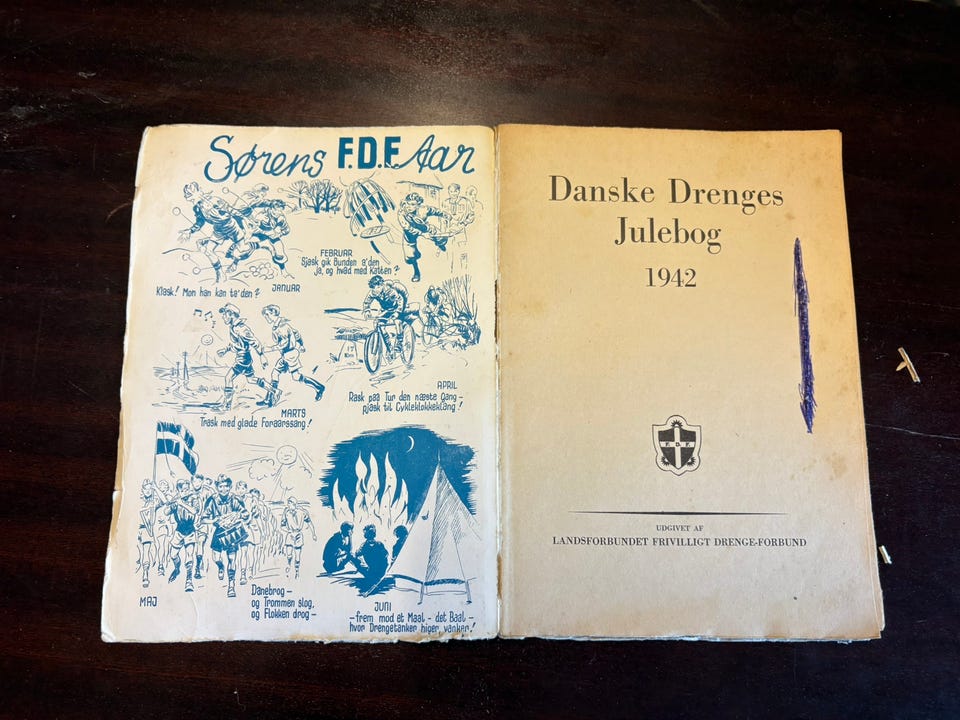 Sørens F.D.F. Aar
Klask! Mon han kan ta'den?
JANUAR
FEBRUAR
Sjask gik Bunden a'den
ja, og hvad med Katten?
MARTS
Trask med glade Foraarssang!
APRIL
Rask paa Tur den næste Gang –
pjask til Cykleklokkeklang!
MAJ
Danebrog –
og Trommen slog,
og Flokken drog –
JUNI
– frem mod et Maal – det Baal –
hvor Drengetanker higer, vanker!
Danske Drenges
Julebog
1942
F. D. F.
UDGIVET AF
LANDSFORBUNDET FRIVILLIGT DRENGE-FORBUND